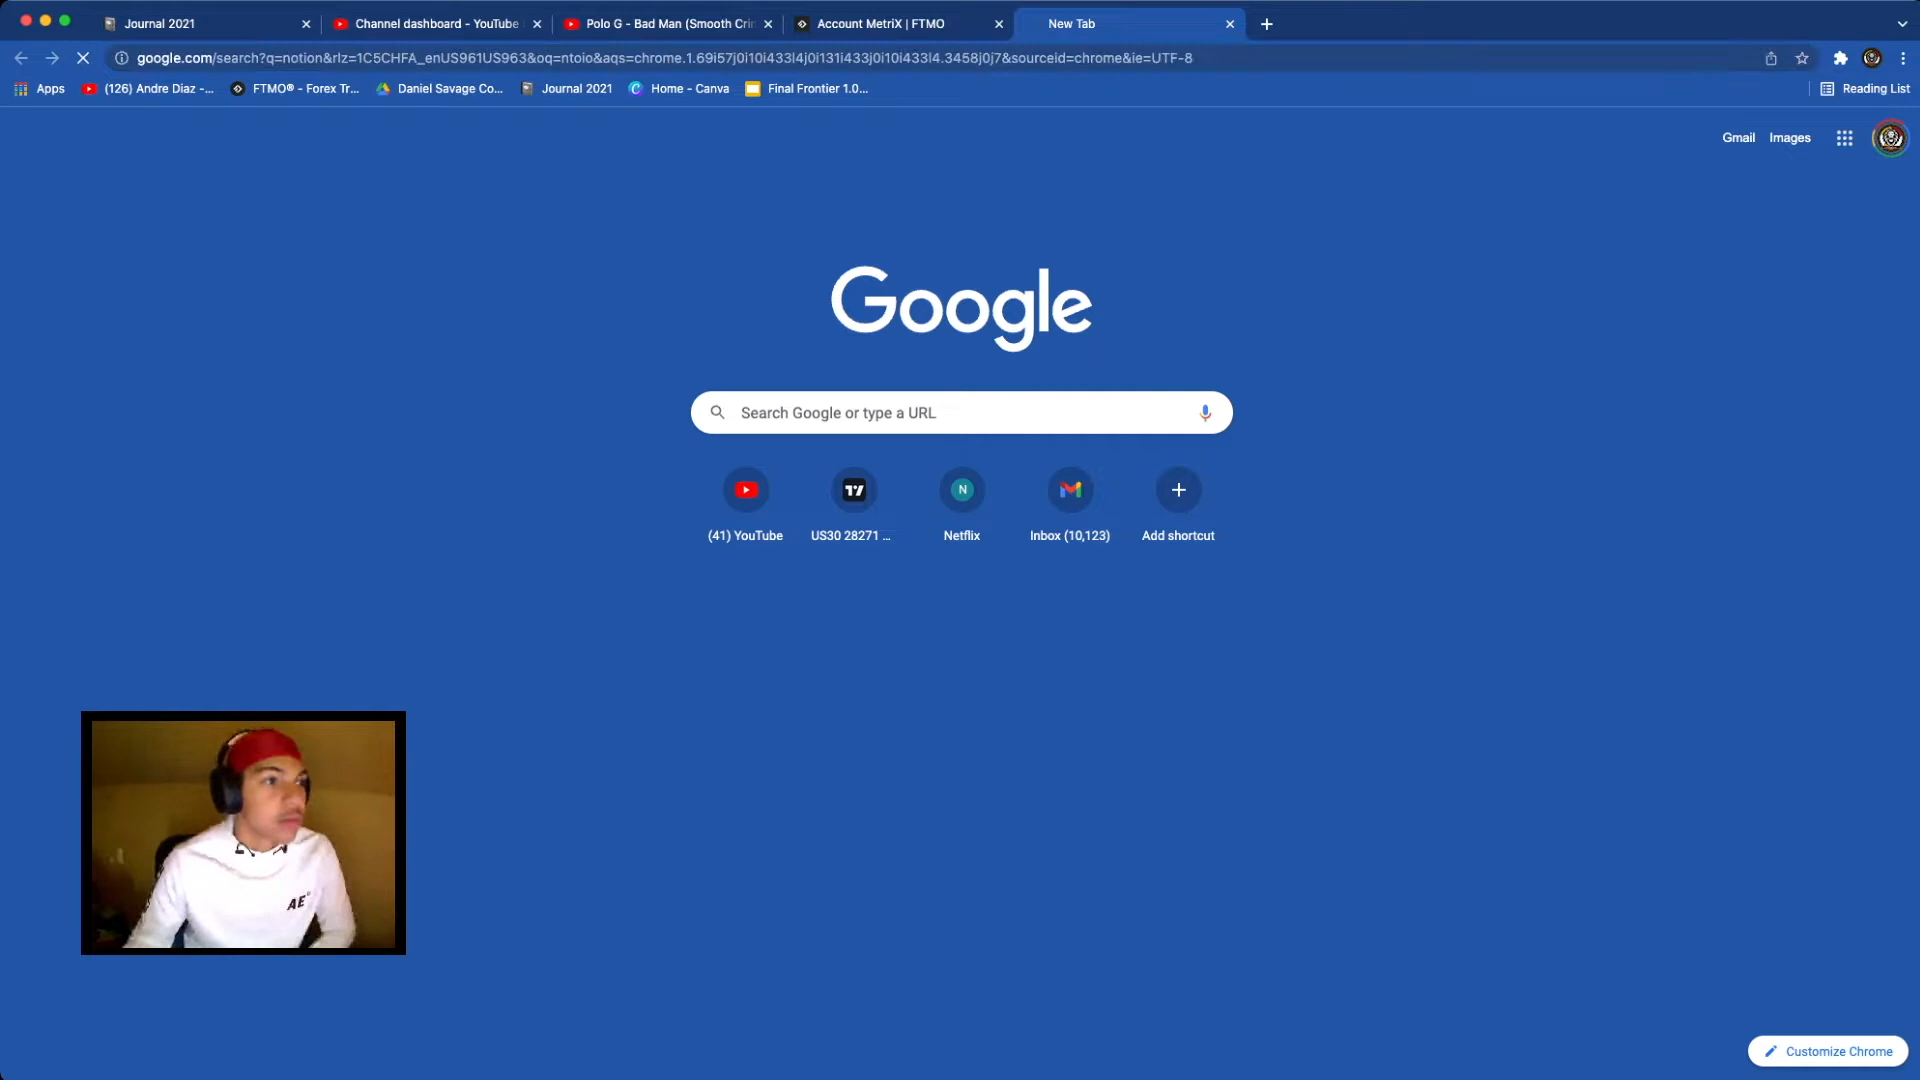 Journal 2021
Channel dashboard - YouTube
Polo G - Bad Man (Smooth Cri
Account MetriX | FTMO
New Tab
google.com/search?q=notion&rlz=1C5CHFA_enUS961US963&oq=ntoio&aqs=chrome.1.69i57j0i10i433l4j0i131i433j0i10i433l4.3458j0j7&sourceid=chrome&ie=UTF-8
Apps
(126) Andre Diaz -...
FTMO® - Forex Tr...
Daniel Savage Co...
Journal 2021
Home - Canva
Final Frontier 1.0...
Reading List
Gmail
Images
Google
Search Google or type a URL
N
(41) YouTube
US30 28271 ...
Netflix
Inbox (10,123)
Add shortcut
AE
Customize Chrome